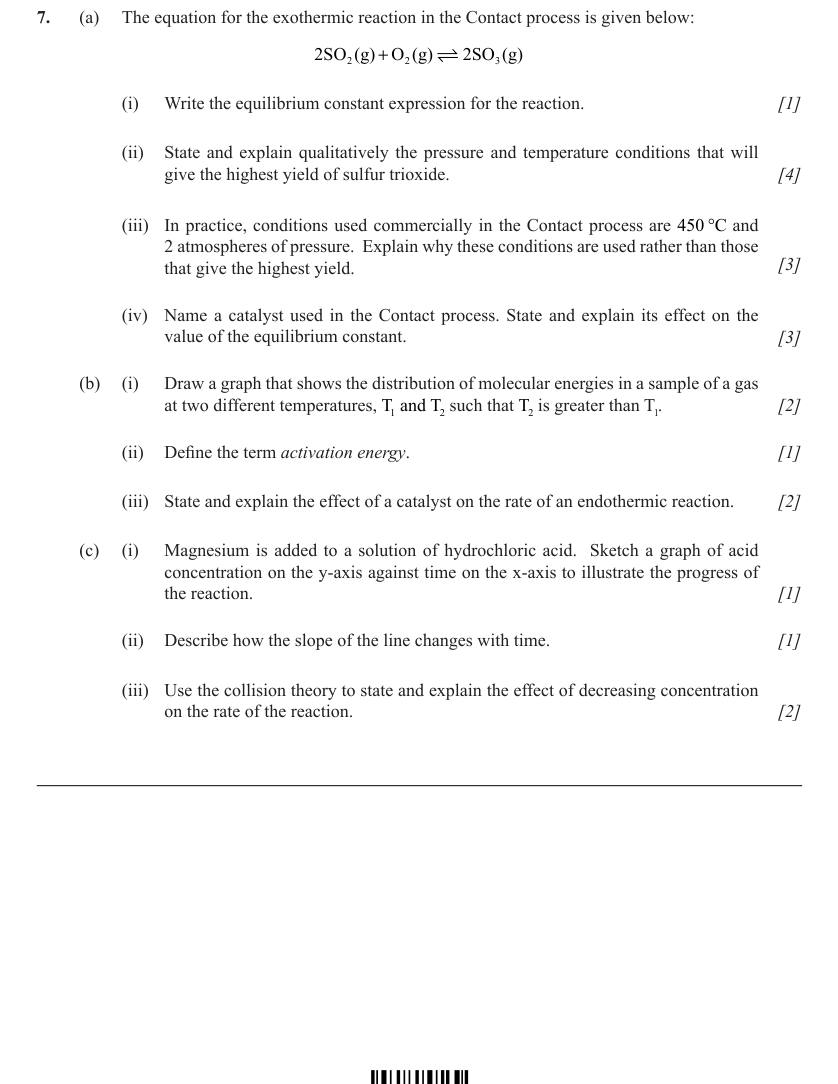 7. (a) The equation for the exothermic reaction in the Contact process is given below:
2SO₂(g)+O₂(g)⇌2SO₃(g)
(i) Write the equilibrium constant expression for the reaction. [1]
(ii) State and explain qualitatively the pressure and temperature conditions that will
give the highest yield of sulfur trioxide. [4]
(iii) In practice, conditions used commercially in the Contact process are 450 °C and
2 atmospheres of pressure. Explain why these conditions are used rather than those
that give the highest yield. [3]
(iv) Name a catalyst used in the Contact process. State and explain its effect on the
value of the equilibrium constant. [3]
(b) (i) Draw a graph that shows the distribution of molecular energies in a sample of a gas
at two different temperatures, T₁ and T₂ such that T₂ is greater than T₁. [2]
(ii) Define the term activation energy. [1]
(iii) State and explain the effect of a catalyst on the rate of an endothermic reaction. [2]
(c) (i) Magnesium is added to a solution of hydrochloric acid. Sketch a graph of acid
concentration on the y-axis against time on the x-axis to illustrate the progress of
the reaction. [1]
(ii) Describe how the slope of the line changes with time. [1]
(iii) Use the collision theory to state and explain the effect of decreasing concentration
on the rate of the reaction. [2]